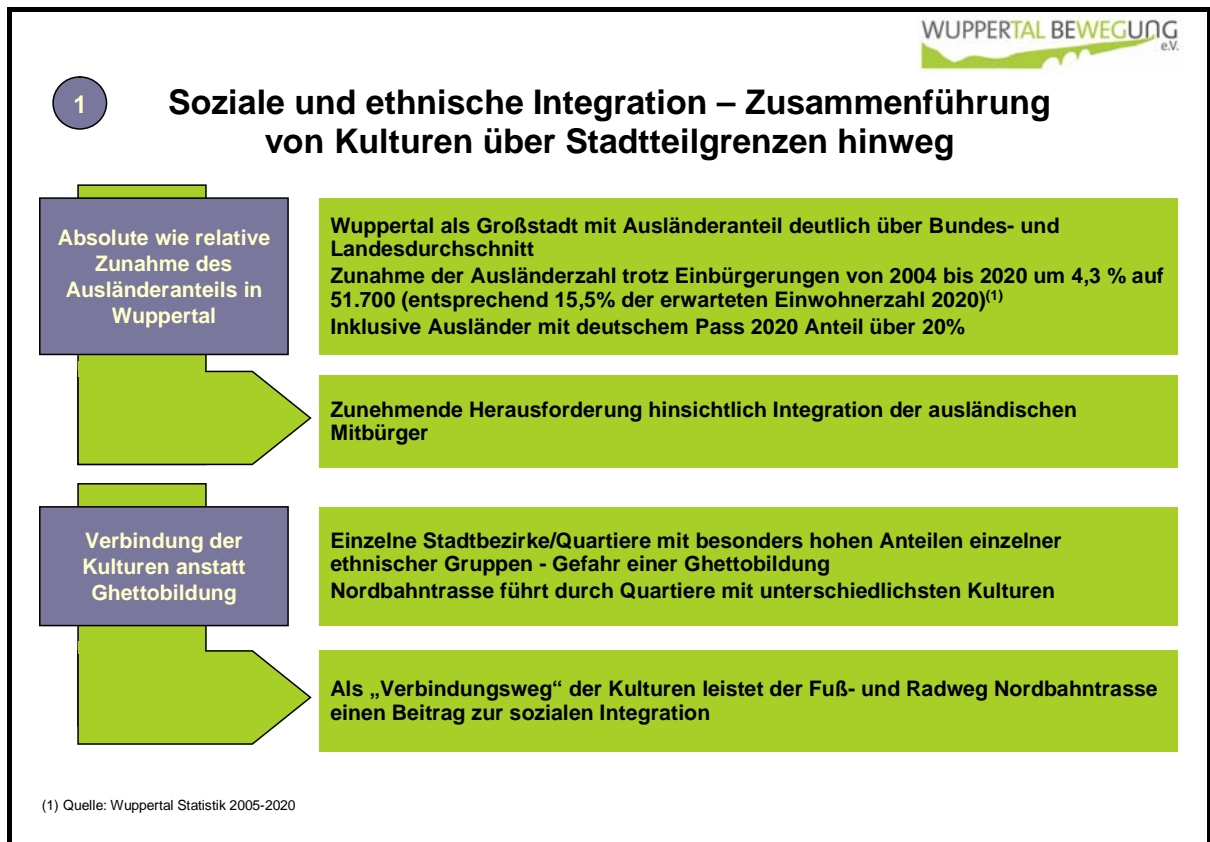 WUPPERTAL BEWEGUNG
e.V.
1
Soziale und ethnische Integration – Zusammenführung
von Kulturen über Stadtteilgrenzen hinweg
Absolute wie relative
Zunahme des
Ausländeranteils in
Wuppertal
Wuppertal als Großstadt mit Ausländeranteil deutlich über Bundes- und
Landesdurchschnitt
Zunahme der Ausländerzahl trotz Einbürgerungen von 2004 bis 2020 um 4,3 % auf
51.700 (entsprechend 15,5% der erwarteten Einwohnerzahl 2020)(1)
Inklusive Ausländer mit deutschem Pass 2020 Anteil über 20%
Zunehmende Herausforderung hinsichtlich Integration der ausländischen
Mitbürger
Verbindung der
Kulturen anstatt
Ghettobildung
Einzelne Stadtbezirke/Quartiere mit besonders hohen Anteilen einzelner
ethnischer Gruppen - Gefahr einer Ghettobildung
Nordbahntrasse führt durch Quartiere mit unterschiedlichsten Kulturen
Als „Verbindungsweg“ der Kulturen leistet der Fuß- und Radweg Nordbahntrasse
einen Beitrag zur sozialen Integration
(1) Quelle: Wuppertal Statistik 2005-2020